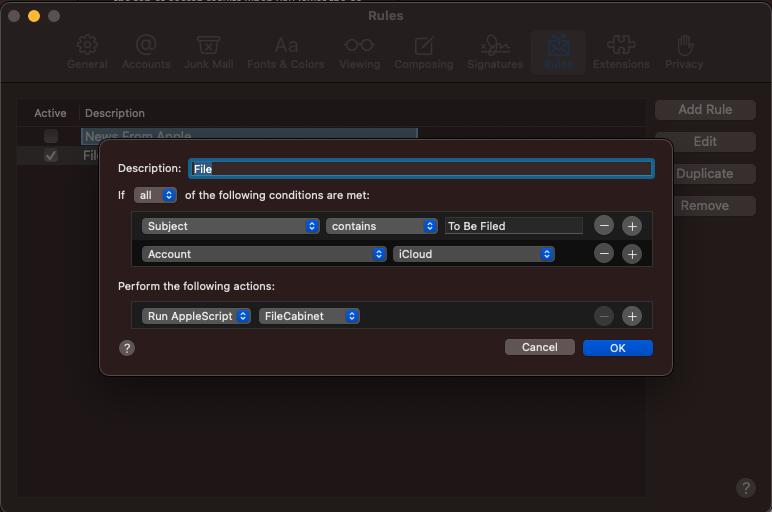 Rules
General Accounts Junk Mail Fonts & Colors Viewing Composing Signatures Rules Extensions Privacy
Active Description
Add Rule
News From Apple
Edit
Duplicate
Remove
Description: File
If all of the following conditions are met:
Subject contains To Be Filed
Account iCloud
Perform the following actions:
Run AppleScript FileCabinet
? Cancel OK
?